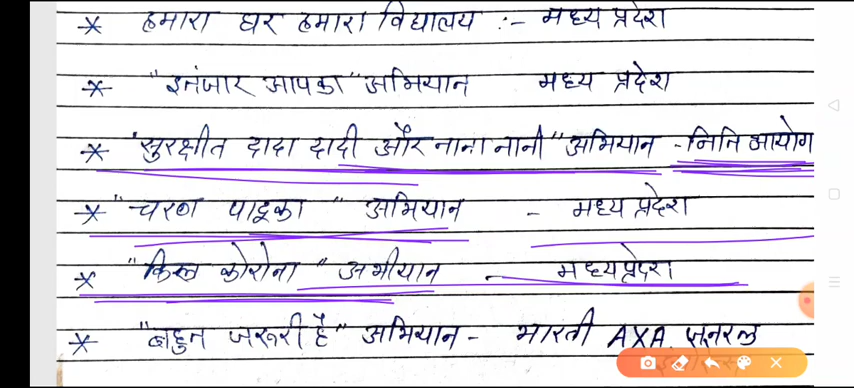 * हमारा घर हमारा विद्यालय :- मध्य प्रदेश
* "इन्तजार आपका" अभियान मध्य प्रदेश
* "सुरक्षीत दादा दादी और नाना नानी" अभियान - निति आयोग
* "चरण पादूका" अभियान - मध्य प्रदेश
* "किल कोरोना" अभीयान - मध्यप्रदेश
* "बहुत जरूरी है" अभियान - भारती AXA जनरल